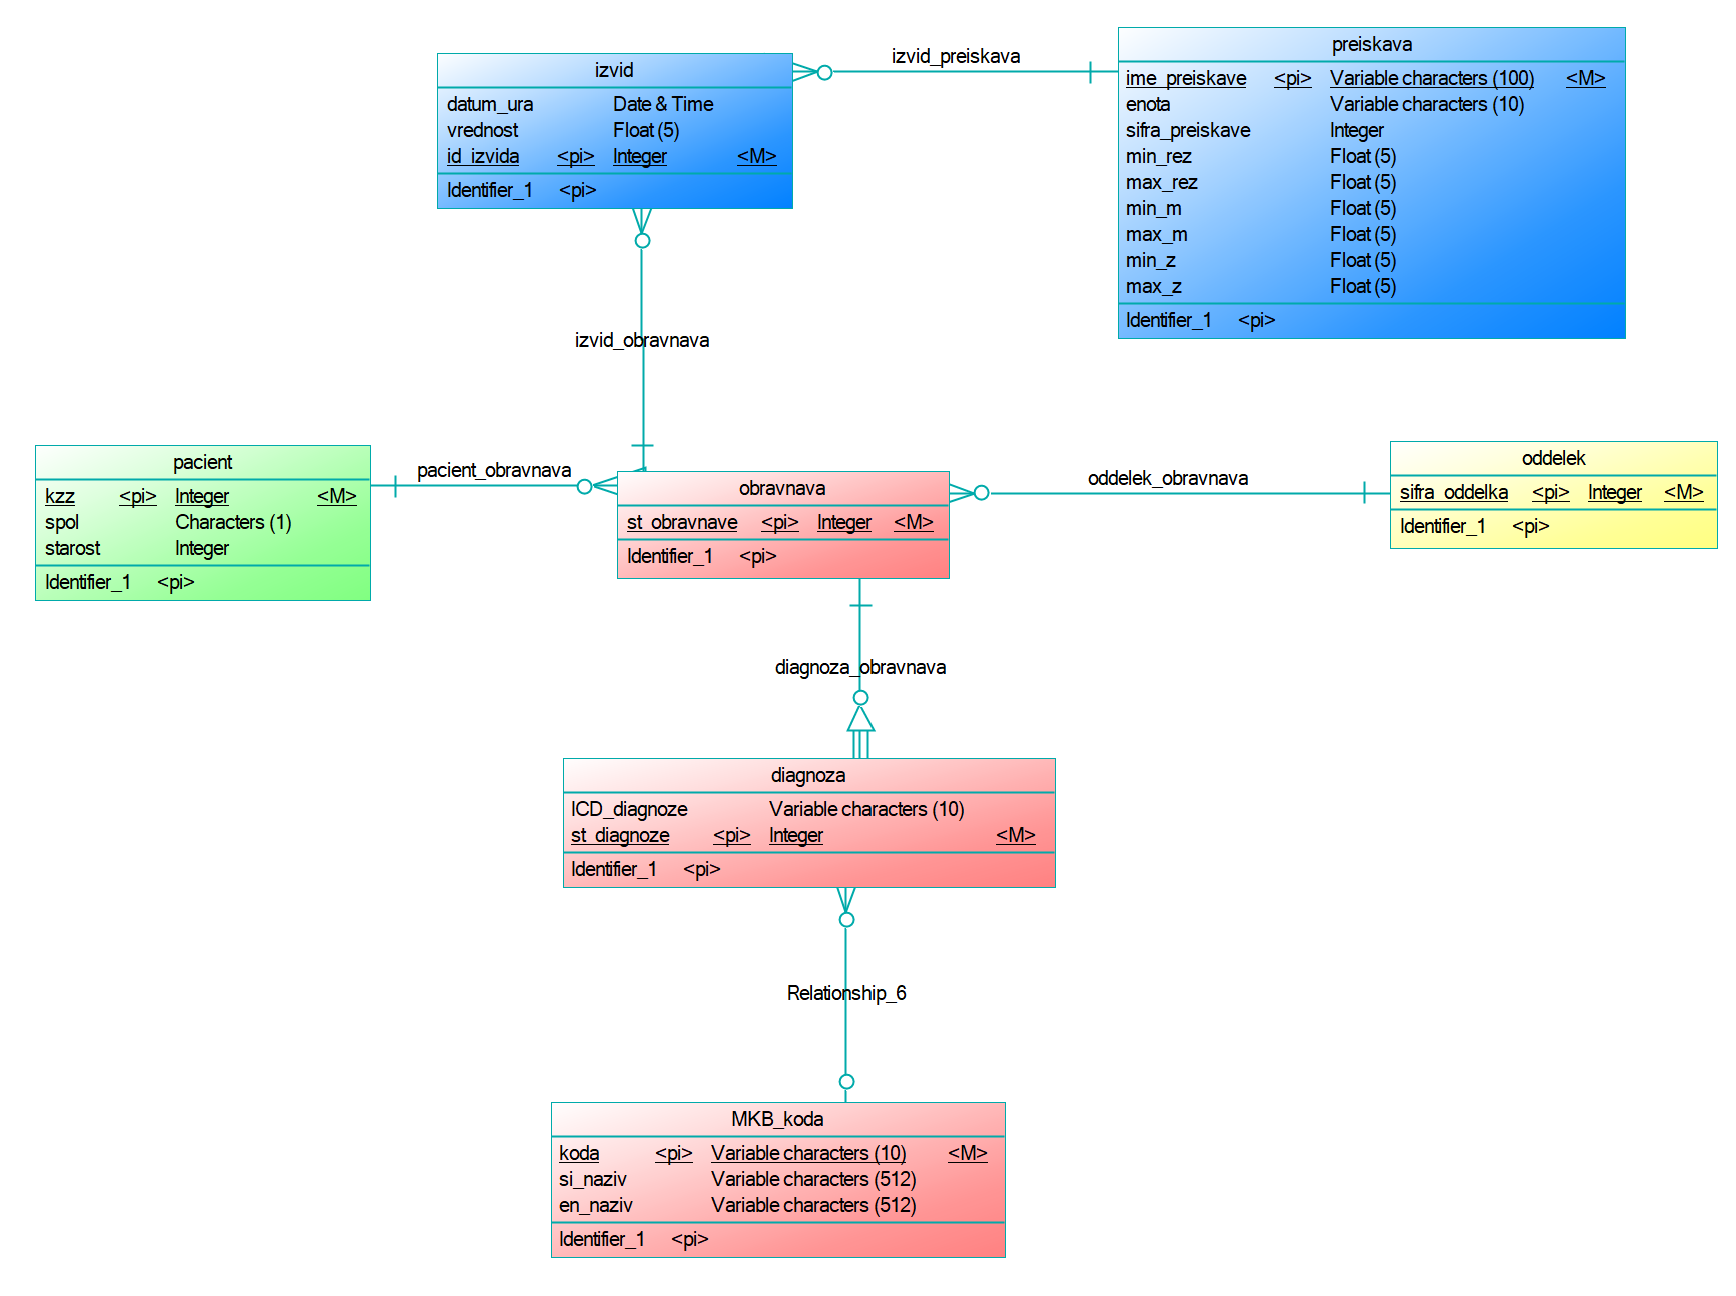 izvid
datum_ura Date & Time
vrednost Float (5)
id_izvida <pi> Integer <M>
Identifier_1 <pi>
izvid_preiskava
preiskava
ime_preiskave <pi> Variable characters (100) <M>
enota Variable characters (10)
sifra_preiskave Integer
min_rez Float (5)
max_rez Float (5)
min_m Float (5)
max_m Float (5)
min_z Float (5)
max_z Float (5)
Identifier_1 <pi>
izvid_obravnava
pacient
kzz <pi> Integer <M>
spol Characters (1)
starost Integer
Identifier_1 <pi>
pacient_obravnava
obravnava
st_obravnave <pi> Integer <M>
Identifier_1 <pi>
oddelek_obravnava
oddelek
sifra_oddelka <pi> Integer <M>
Identifier_1 <pi>
diagnoza_obravnava
diagnoza
ICD_diagnoze Variable characters (10)
st_diagnoze <pi> Integer <M>
Identifier_1 <pi>
Relationship_6
MKB_koda
koda <pi> Variable characters (10) <M>
si_naziv Variable characters (512)
en_naziv Variable characters (512)
Identifier_1 <pi>